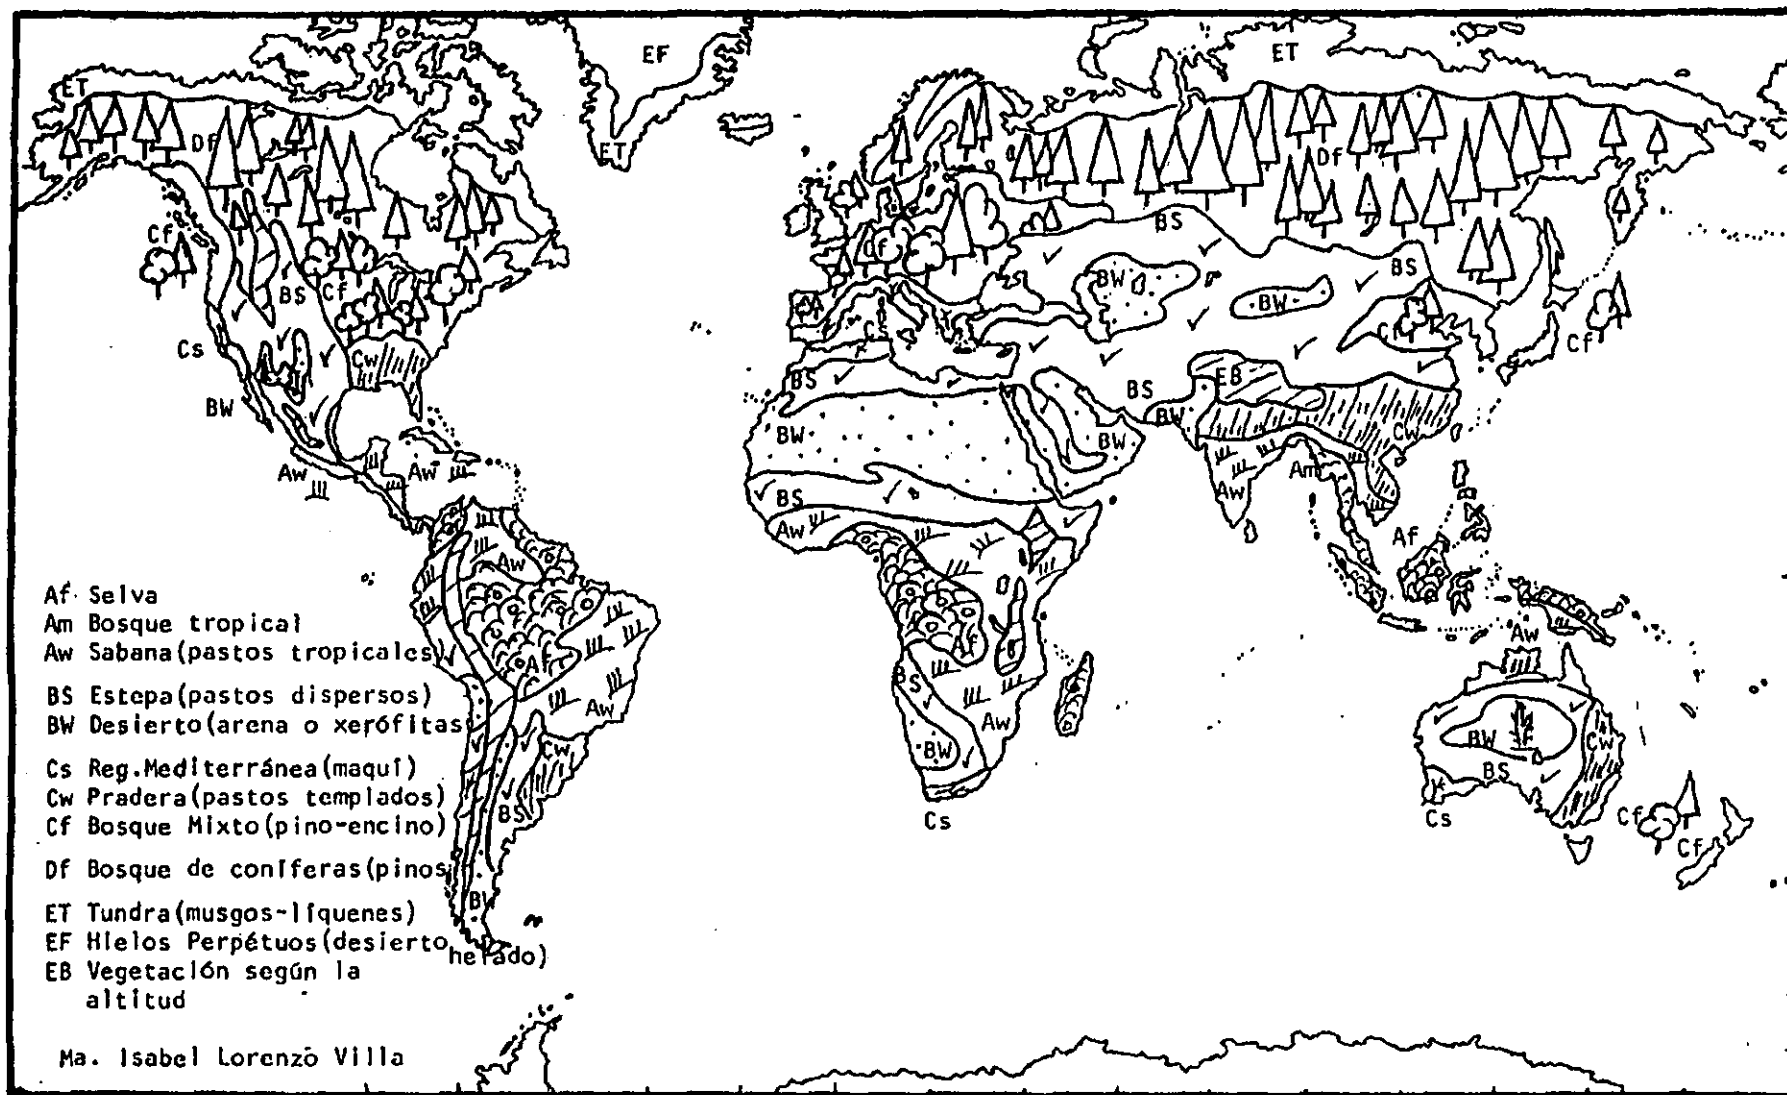 EF
ET
ET
ET
Df
Df
Cf
Cf
BS
BS
BS
Cf
BW
BW
Cs
Cs
Cf
Cf
Cw
BS
BS
EB
BW
BW
BW
BW
Cw
Aw
Aw
Am
Aw
BS
Aw
Af
Aw
Af
Af
Aw
BS
Aw
Aw
BW
Cw
BS
BW
Cs
BW
Cw
BS
Cs
Cf
Cf
Af Selva
Am Bosque tropical
Aw Sabana(pastos tropicales)
BS Estepa(pastos dispersos)
BW Desierto(arena o xerófitas
Cs Reg.Mediterránea(maquí)
Cw Pradera(pastos templados)
Cf Bosque Mixto(pino-encino)
Df Bosque de coníferas(pinos
ET Tundra(musgos-líquenes)
EF Hielos Perpétuos(desierto helado)
EB Vegetación según la
altitud
Ma. Isabel Lorenzo Villa